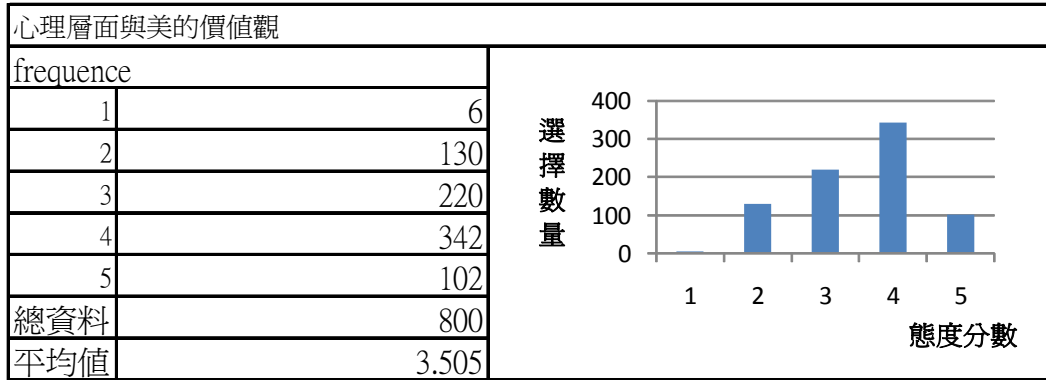 心理層面與美的價值觀
frequence
1 6
2 130
3 220
4 342
5 102
總資料 800
平均值 3.505
選擇數量
400
300
200
100
0
1 2 3 4 5
態度分數